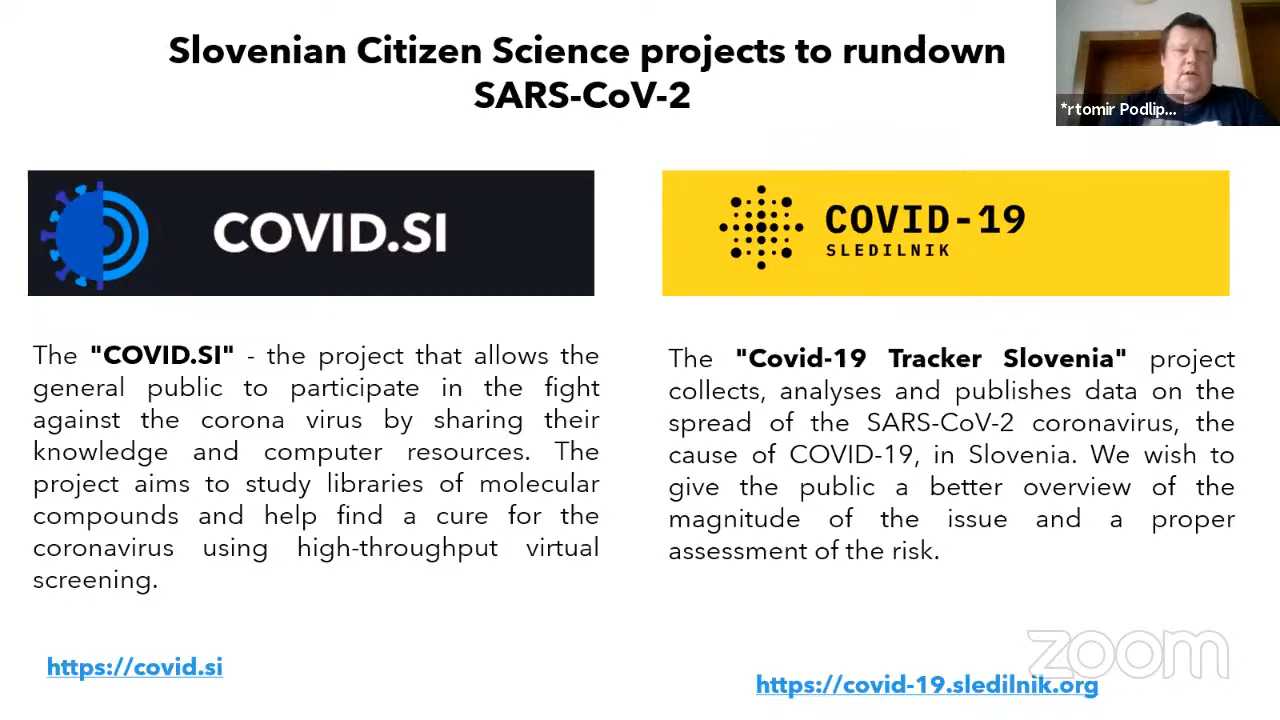 Slovenian Citizen Science projects to rundown
SARS-CoV-2
*rtomir Podlip...
COVID.SI
COVID-19
SLEDILNIK
The "COVID.SI" - the project that allows the
general public to participate in the fight
against the corona virus by sharing their
knowledge and computer resources. The
project aims to study libraries of molecular
compounds and help find a cure for the
coronavirus using high-throughput virtual
screening.
https://covid.si
The "Covid-19 Tracker Slovenia" project
collects, analyses and publishes data on the
spread of the SARS-CoV-2 coronavirus, the
cause of COVID-19, in Slovenia. We wish to
give the public a better overview of the
magnitude of the issue and a proper
assessment of the risk.
zoom
https://covid-19.sledilnik.org